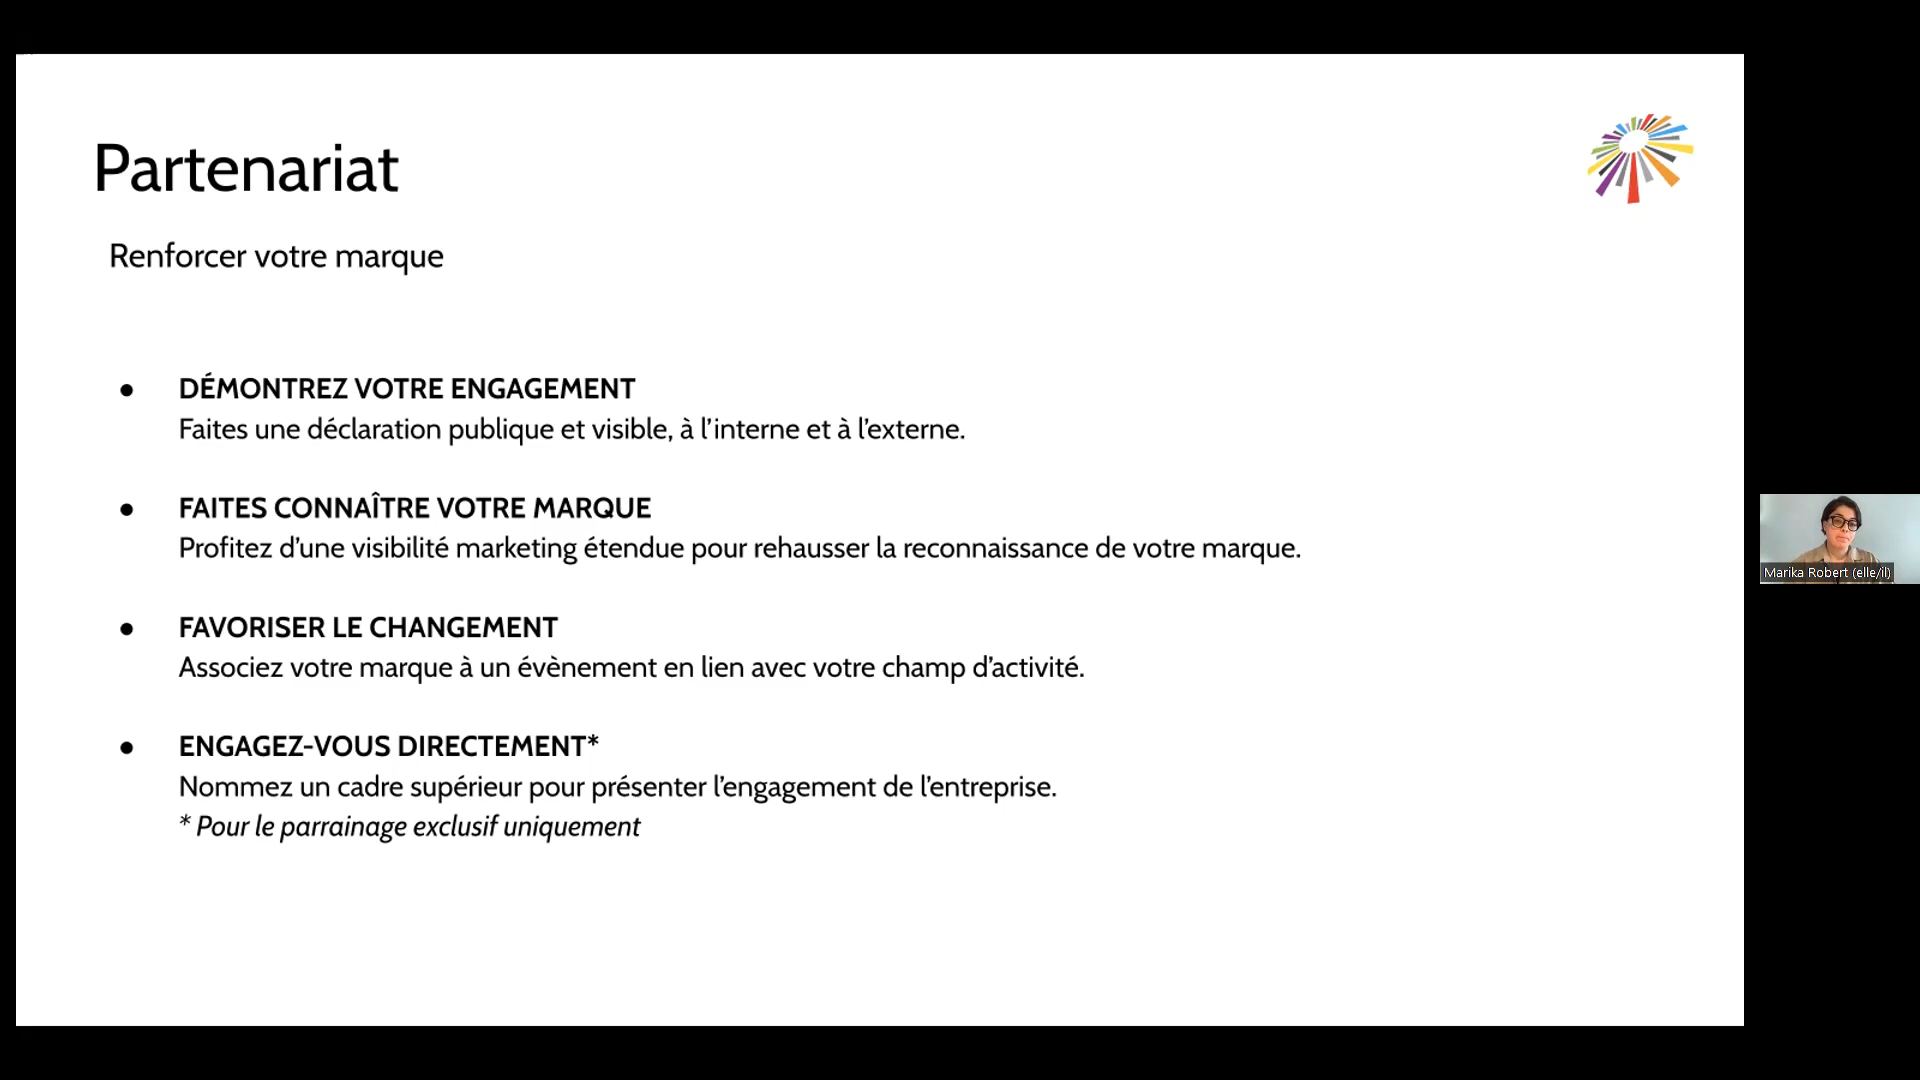 Partenariat
Renforcer votre marque
● DÉMONTREZ VOTRE ENGAGEMENT
Faites une déclaration publique et visible, à l’interne et à l’externe.
● FAITES CONNAÎTRE VOTRE MARQUE
Profitez d’une visibilité marketing étendue pour rehausser la reconnaissance de votre marque.
● FAVORISER LE CHANGEMENT
Associez votre marque à un évènement en lien avec votre champ d’activité.
● ENGAGEZ-VOUS DIRECTEMENT*
Nommez un cadre supérieur pour présenter l’engagement de l’entreprise.
* Pour le parrainage exclusif uniquement
Marika Robert (elle/il)